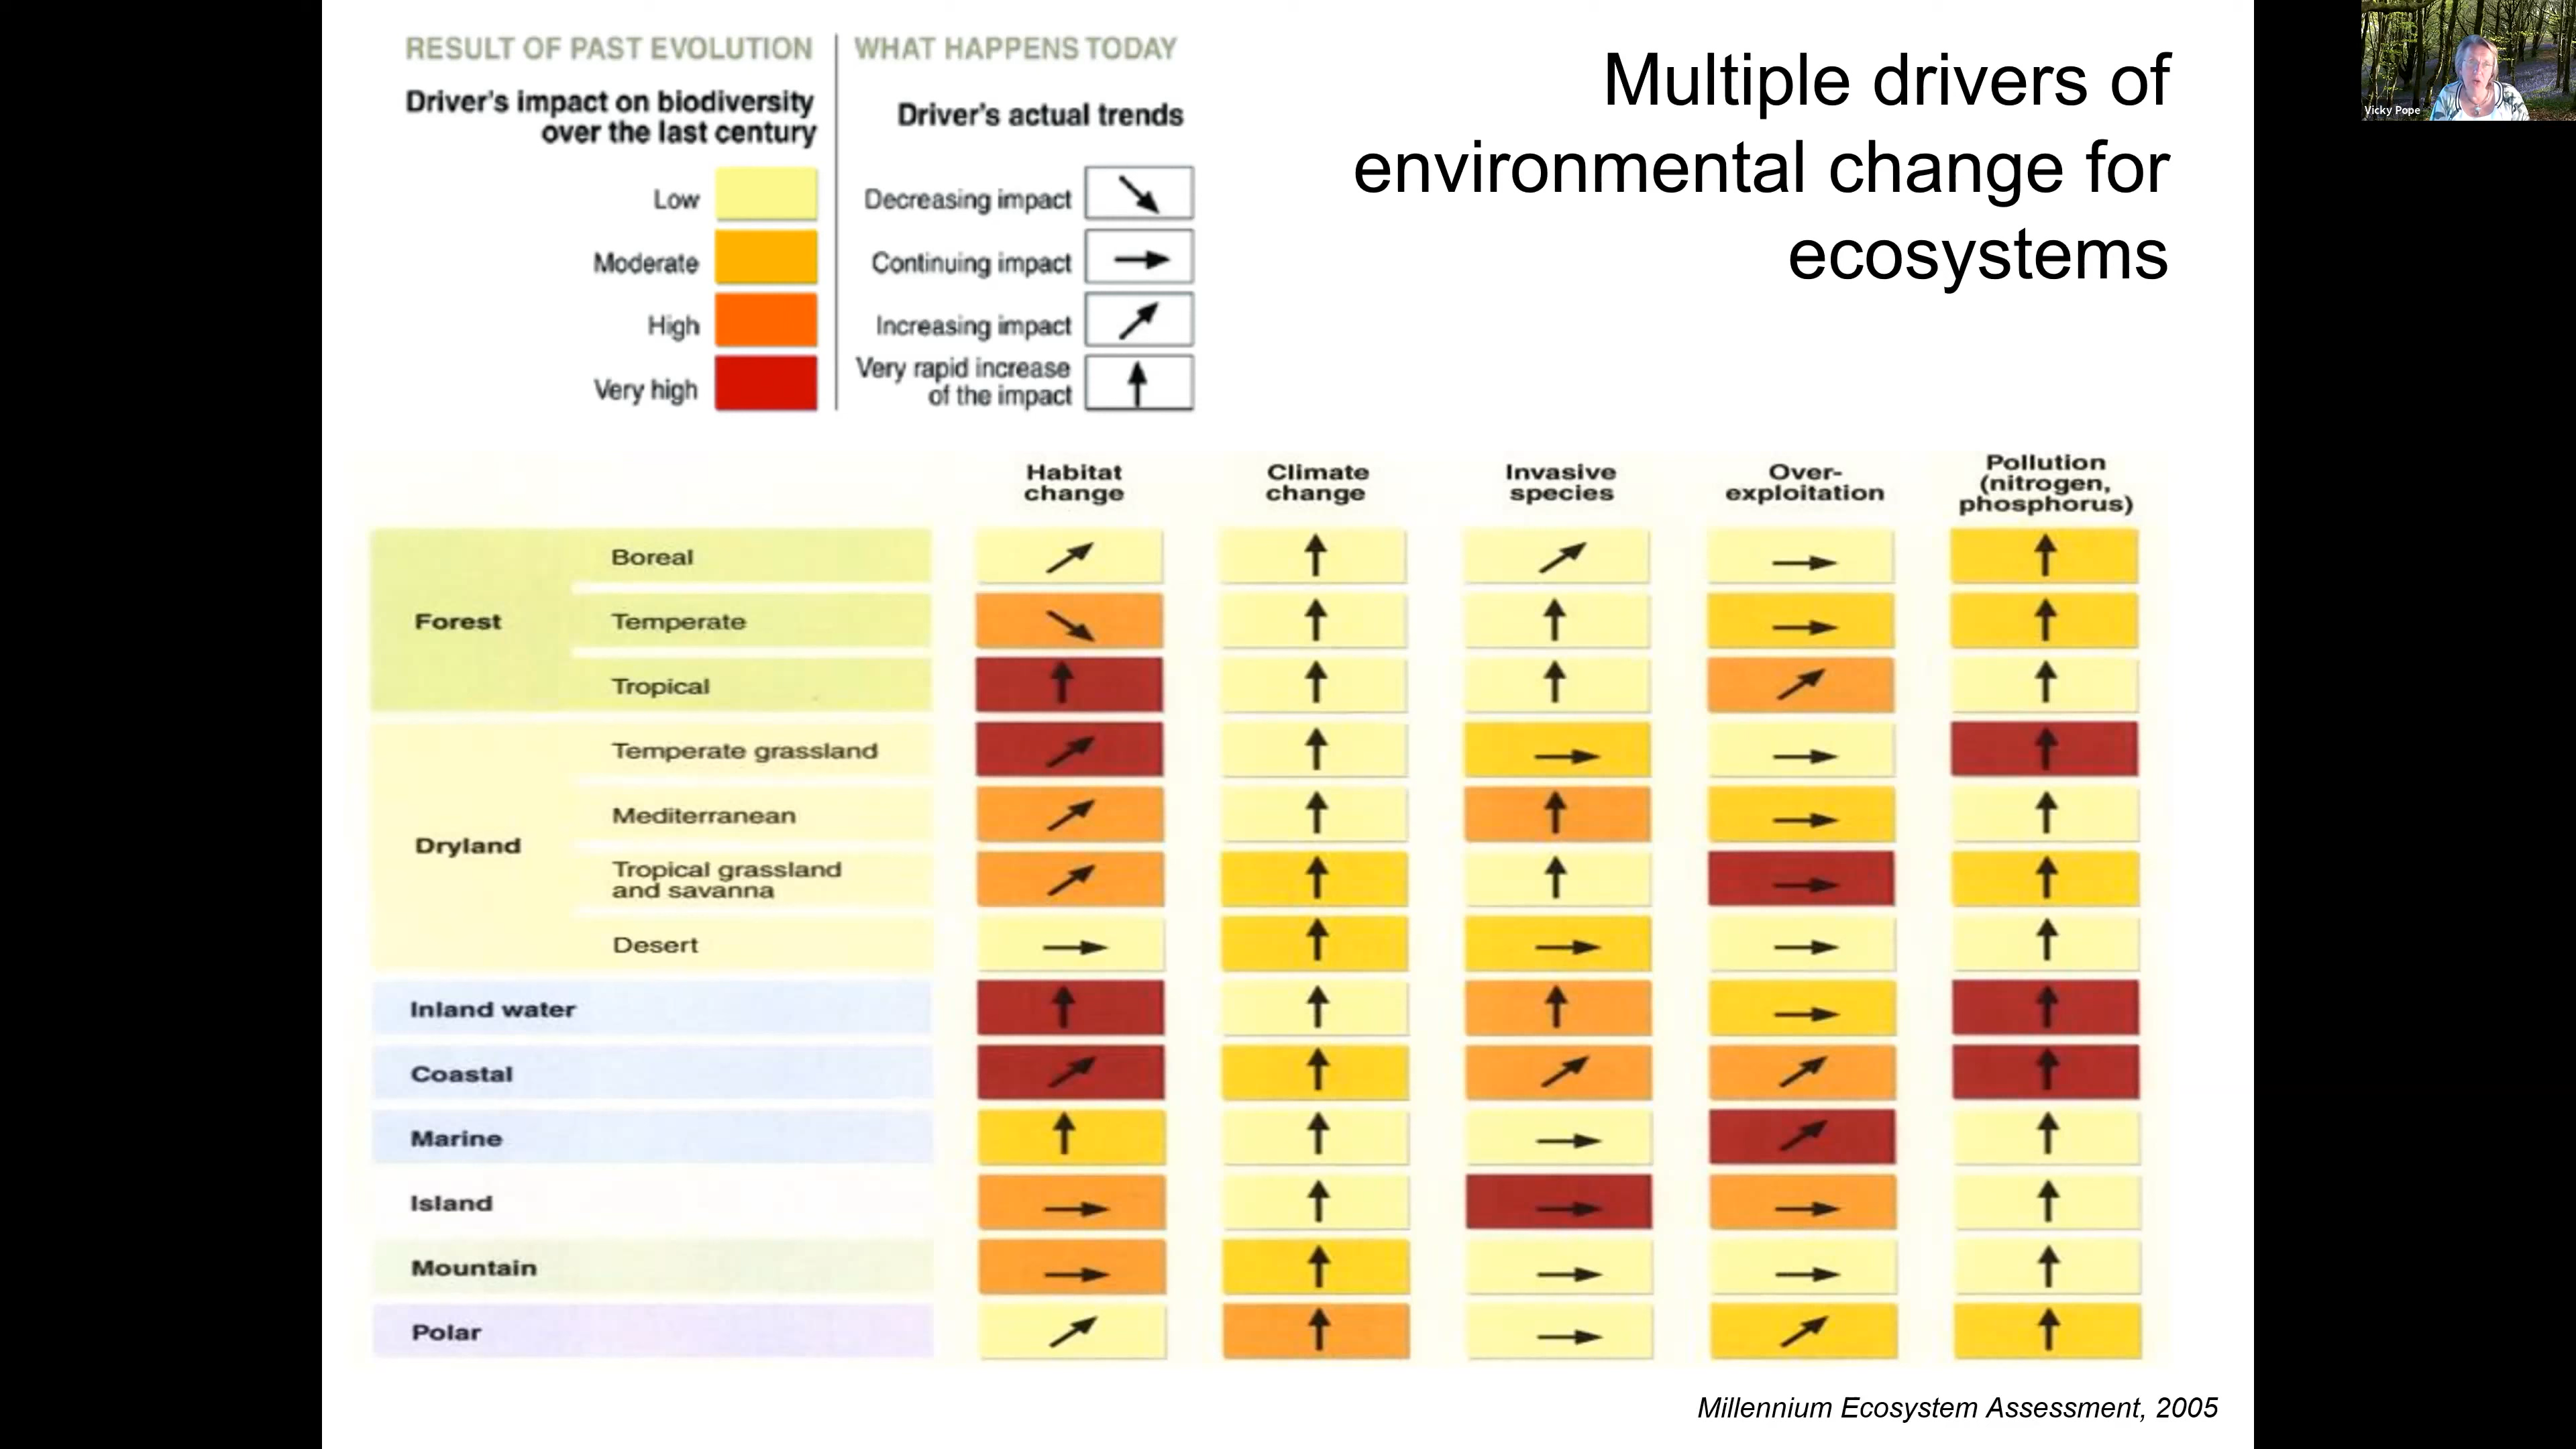 RESULT OF PAST EVOLUTION
Driver's impact on biodiversity
over the last century
Low
Moderate
High
Very high
WHAT HAPPENS TODAY
Driver's actual trends
Decreasing impact
Continuing impact
Increasing impact
Very rapid increase
of the impact
Multiple drivers of
environmental change for
ecosystems
Vicky Pope
Habitat
change
Climate
change
Invasive
species
Over-
exploitation
Pollution
(nitrogen,
phosphorus)
Forest
Boreal
Temperate
Tropical
Dryland
Temperate grassland
Mediterranean
Tropical grassland
and savanna
Desert
Inland water
Coastal
Marine
Island
Mountain
Polar
Millennium Ecosystem Assessment, 2005